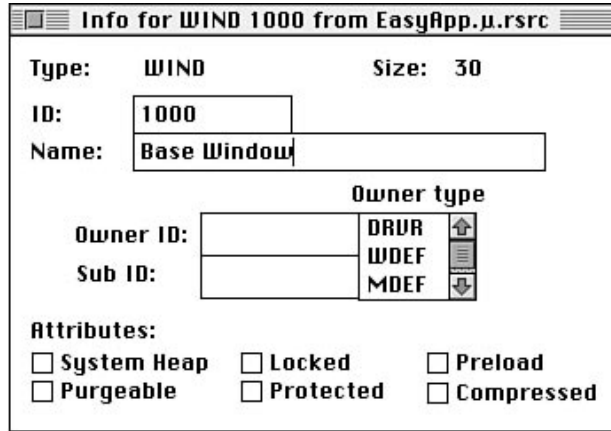 Info for WIND 1000 from EasyApp.µ.rsrc
Type: WIND Size: 30
ID: 1000
Name: Base Window
Owner type
Owner ID: DRVR
WDEF
Sub ID: MDEF
Attributes:
System Heap Locked Preload
Purgeable Protected Compressed